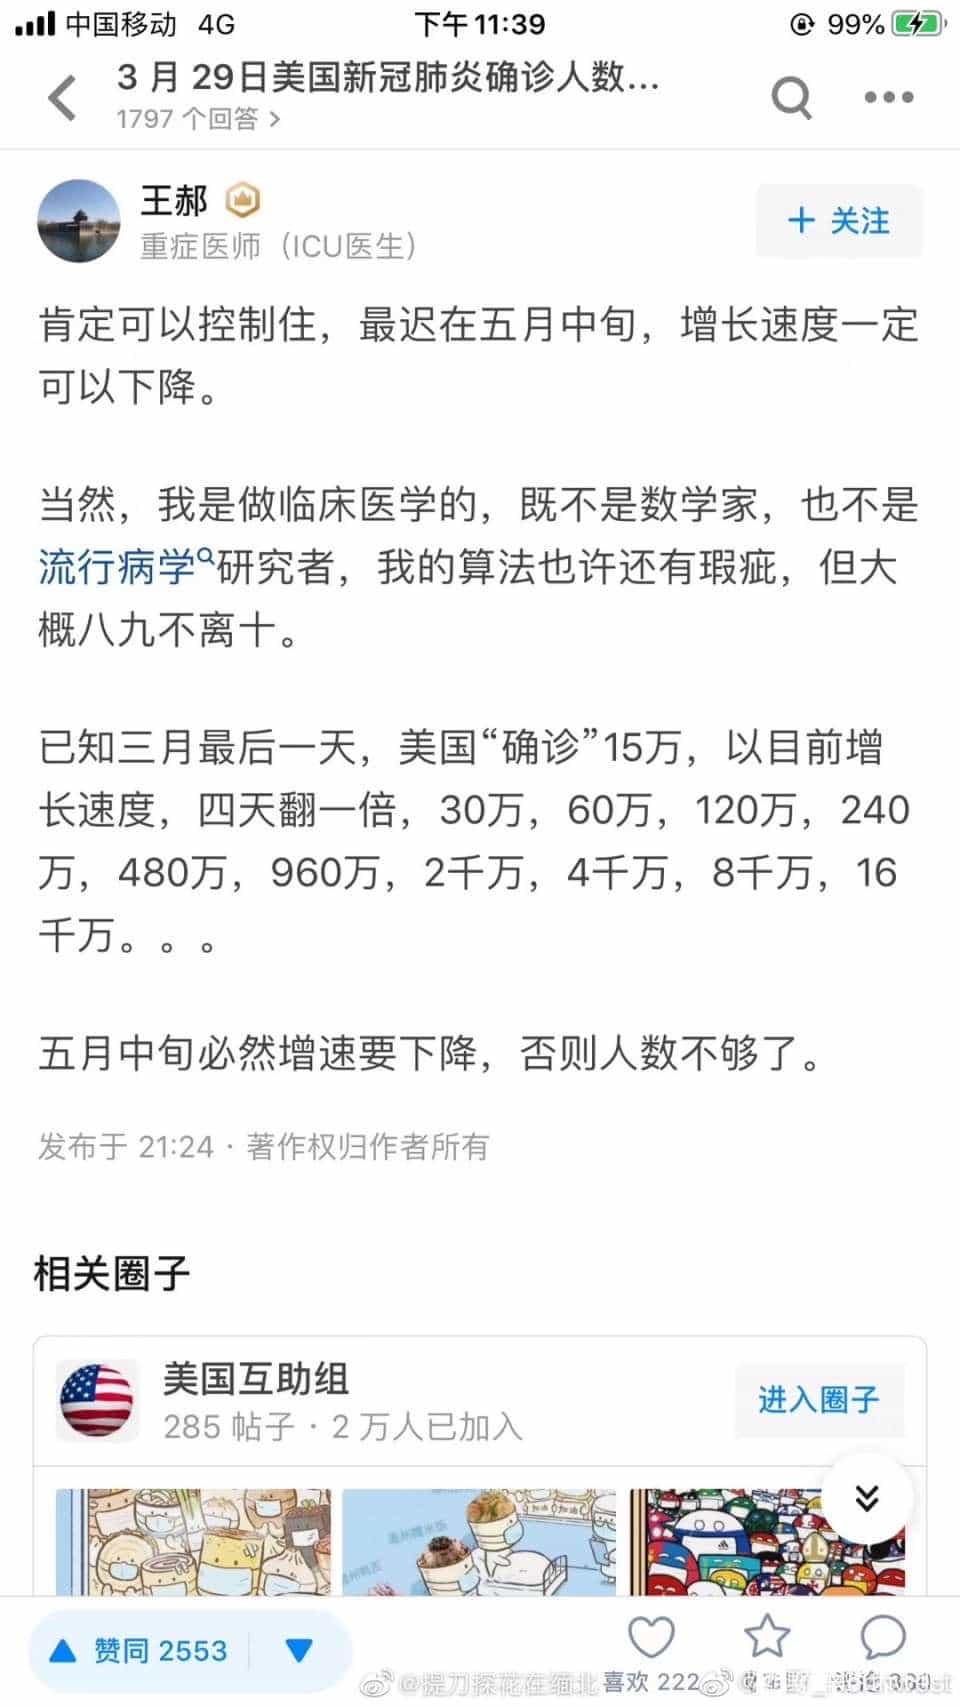 中国移动 4G 下午11:39 99%
3 月 29日美国新冠肺炎确诊人数...
1797 个回答 >
王郝
重症医师（ICU医生）
+ 关注
肯定可以控制住，最迟在五月中旬，增长速度一定
可以下降。
当然，我是做临床医学的，既不是数学家，也不是
流行病学研究者，我的算法也许还有瑕疵，但大
概八九不离十。
已知三月最后一天，美国“确诊”15万，以目前增
长速度，四天翻一倍，30万，60万，120万，240
万，480万，960万，2千万，4千万，8千万，16
千万。。。
五月中旬必然增速要下降，否则人数不够了。
发布于 21:24 · 著作权归作者所有
相关圈子
美国互助组
285 帖子 · 2 万人已加入
进入圈子
赞同 2553
喜欢 222
@提刀探花在缅北